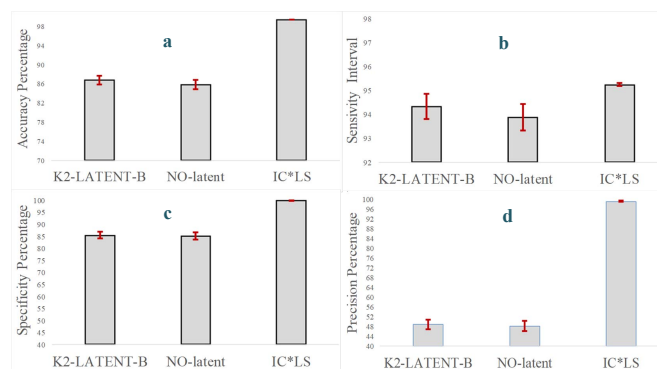 a
Accuracy Percentage
98
94
90
86
82
78
74
70
K2-LATENT-B
NO-latent
IC*LS
b
Sensivity Interval
98
97
96
95
94
93
92
K2-LATENT-B
NO-latent
IC*LS
c
Specificity Percentage
100
95
90
85
80
75
70
65
60
55
50
45
40
K2-LATENT-B
NO-latent
IC*LS
d
Precision Percentage
100
96
92
88
84
80
76
72
68
64
60
56
52
48
44
40
K2-LATENT-B
NO-latent
IC*LS